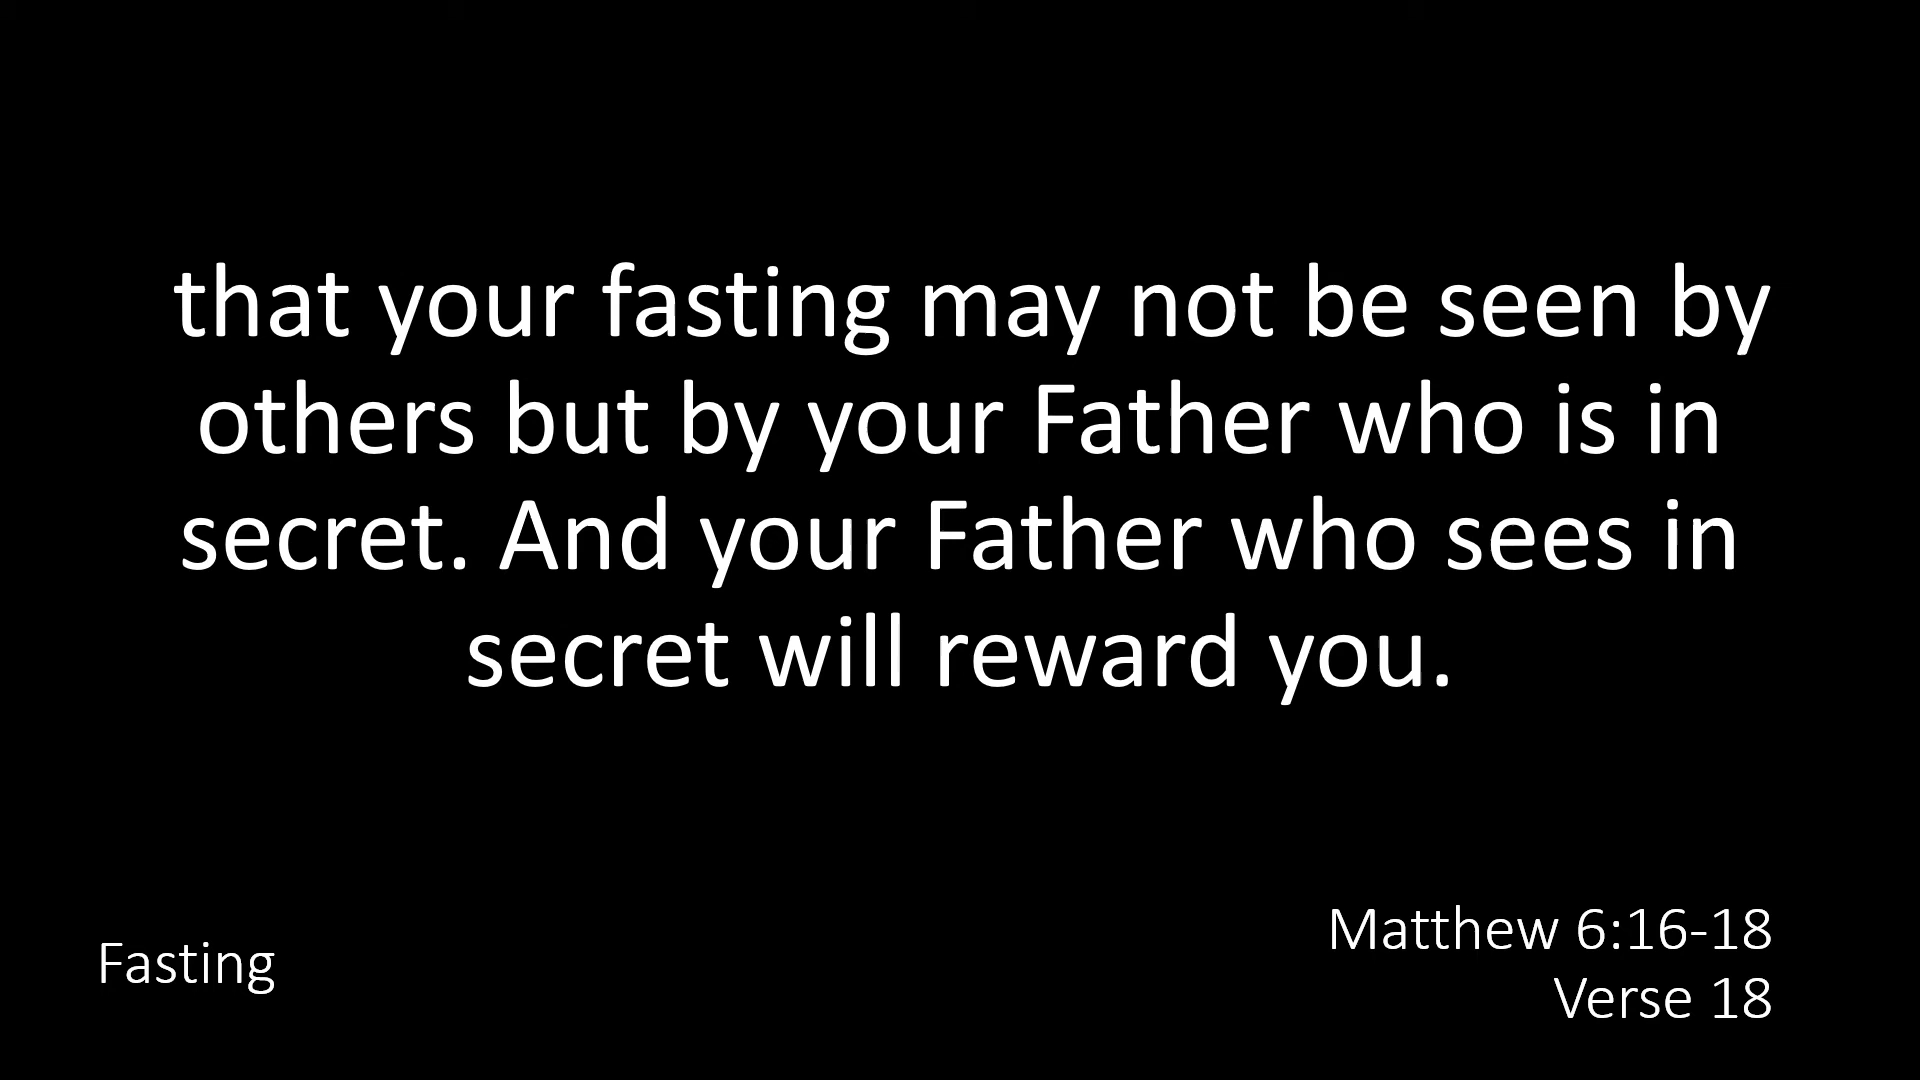 that your fasting may not be seen by
others but by your Father who is in
secret. And your Father who sees in
secret will reward you.
Fasting
Matthew 6:16-18
Verse 18